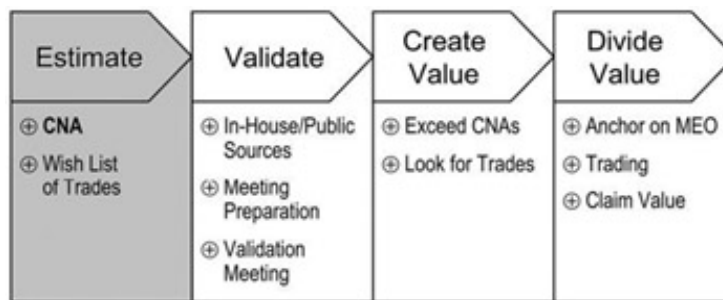 Estimate
⊕ CNA
⊕ Wish List
of Trades
Validate
⊕ In-House/Public
Sources
⊕ Meeting
Preparation
⊕ Validation
Meeting
Create
Value
⊕ Exceed CNAs
⊕ Look for Trades
Divide
Value
⊕ Anchor on MEO
⊕ Trading
⊕ Claim Value